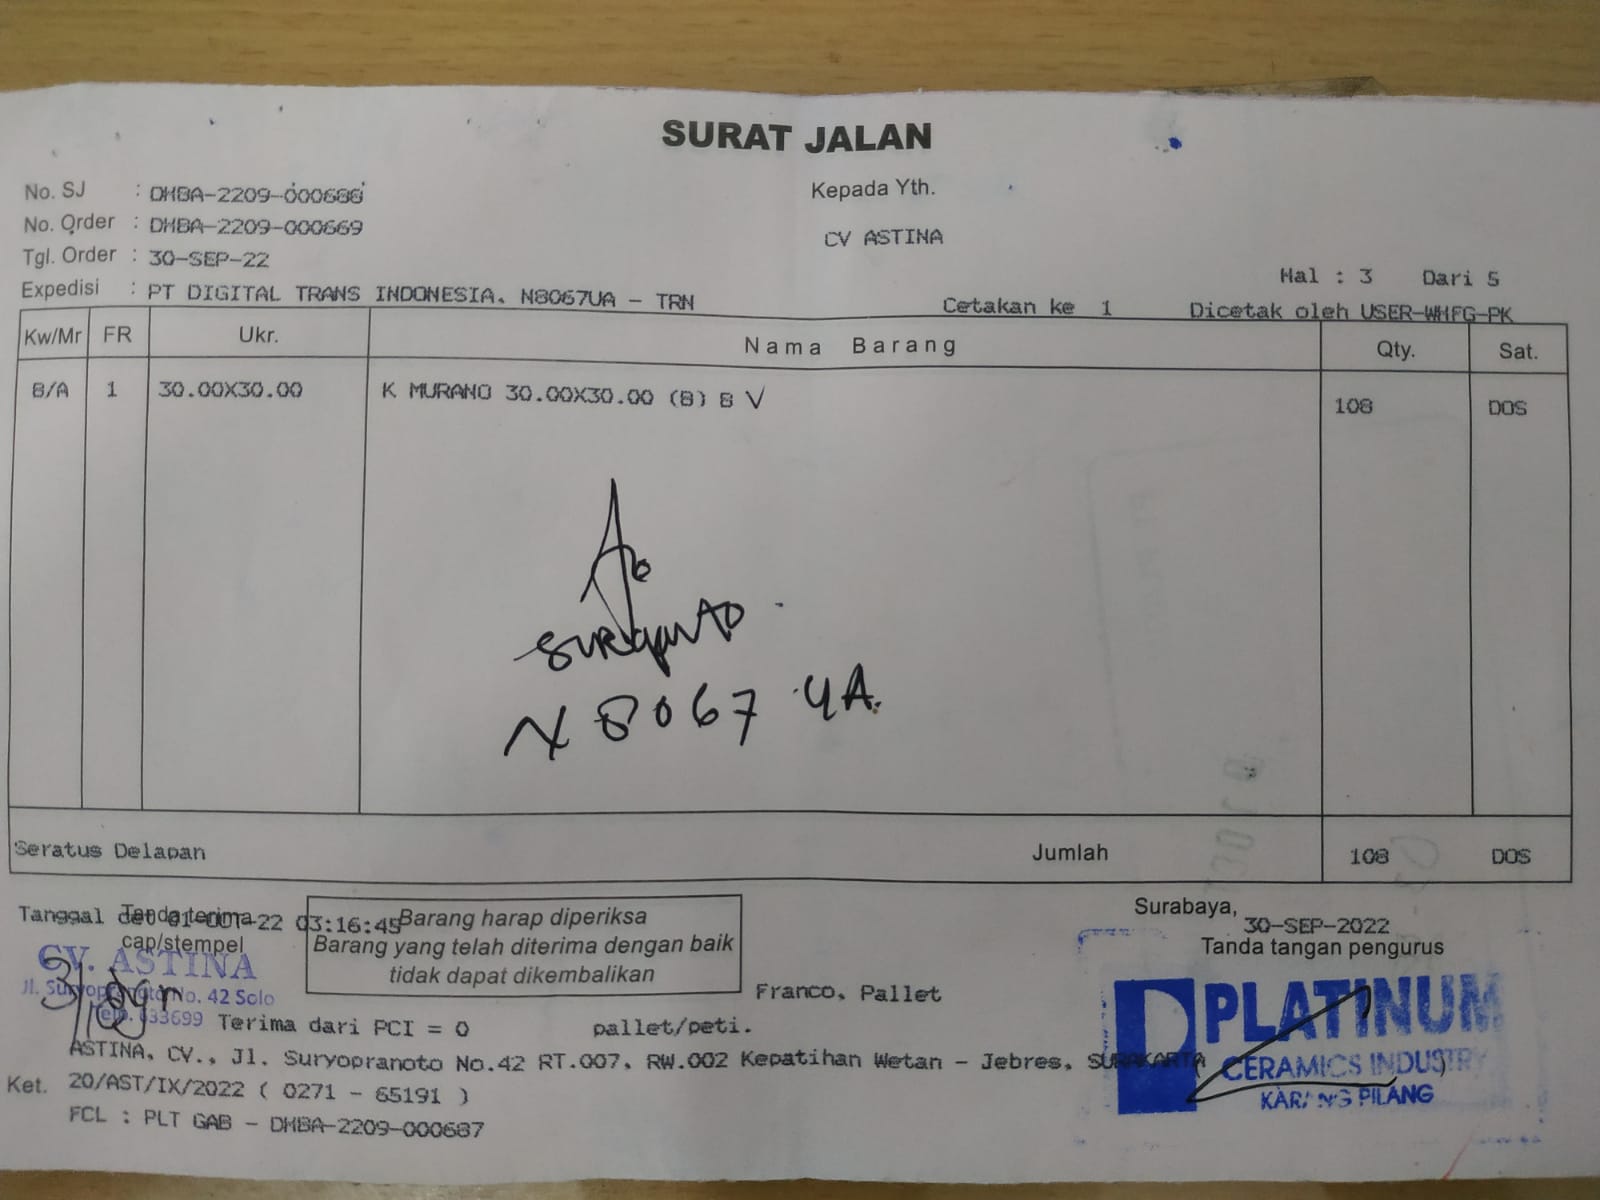 SURAT JALAN
No. SJ : DHBA-2209-000688
No. Order : DHBA-2209-000669
Tgl. Order : 30-SEP-22
Expedisi : PT DIGITAL TRANS INDONESIA. N8067UA - TRN
Kepada Yth.
CV ASTINA
Hal : 3 Dari 5
Cetakan ke 1 Dicetak oleh USER-WHFG-PK
Kw/Mr FR Ukr. Nama Barang Qty. Sat.
B/A 1 30.00X30.00 K MURANO 30.00X30.00 (B) B V 108 DOS
Suryanto
N 8067 UA.
Seratus Delapan Jumlah 108 DOS
Tanggal cet 01-OCT-22 03:16:45
Tanda terima
cap/stempel
CV. ASTINA
Jl. Suryopranoto No. 42 Solo
Telp. 633699
Barang harap diperiksa
Barang yang telah diterima dengan baik
tidak dapat dikembalikan
Surabaya, 30-SEP-2022
Tanda tangan pengurus
Franco, Pallet
Terima dari PCI = 0 pallet/peti.
ASTINA, CV., Jl. Suryopranoto No.42 RT.007, RW.002 Kepatihan Wetan - Jebres, SURAKARTA
Ket. 20/AST/IX/2022 ( 0271 - 65191 )
FCL : PLT GAB - DHBA-2209-000687
PLATINUM
CERAMICS INDUSTRY
KARANG PILANG